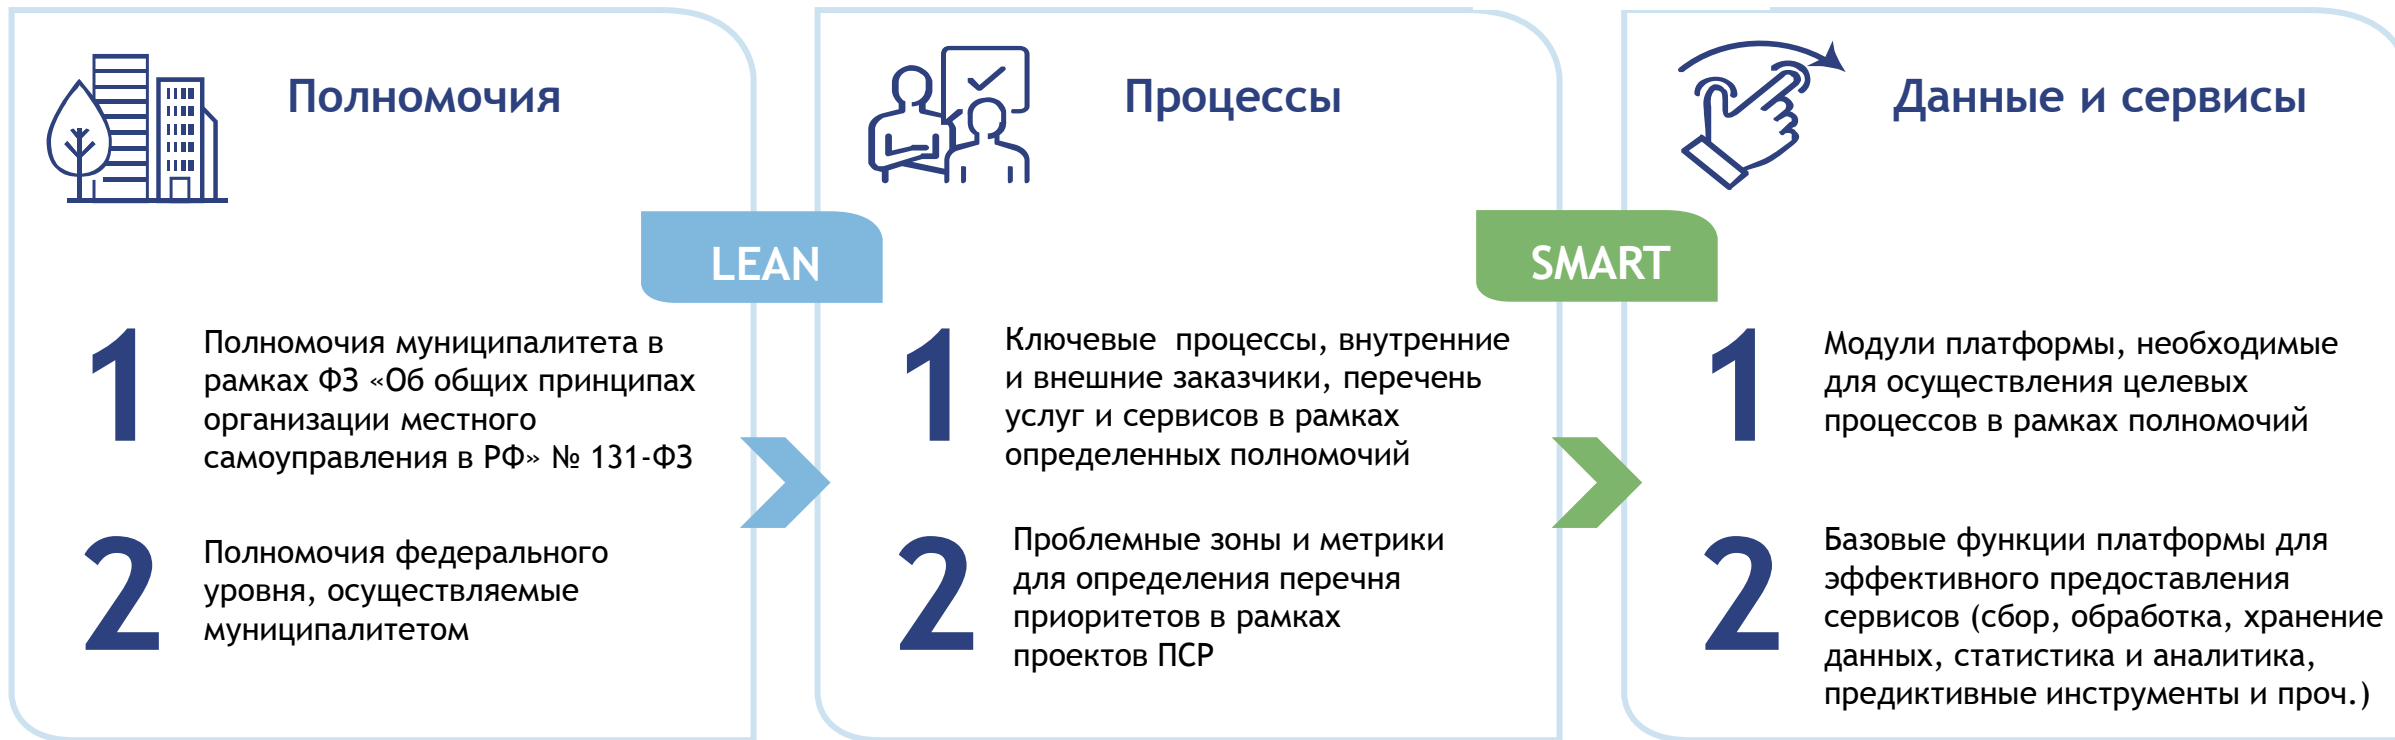 Полномочия
1
Полномочия муниципалитета в
рамках ФЗ «Об общих принципах
организации местного
самоуправления в РФ» № 131-ФЗ
2
Полномочия федерального
уровня, осуществляемые
муниципалитетом
LEAN
Процессы
1
Ключевые процессы, внутренние
и внешние заказчики, перечень
услуг и сервисов в рамках
определенных полномочий
2
Проблемные зоны и метрики
для определения перечня
приоритетов в рамках
проектов ПСР
SMART
Данные и сервисы
1
Модули платформы, необходимые
для осуществления целевых
процессов в рамках полномочий
2
Базовые функции платформы для
эффективного предоставления
сервисов (сбор, обработка, хранение
данных, статистика и аналитика,
предиктивные инструменты и проч.)